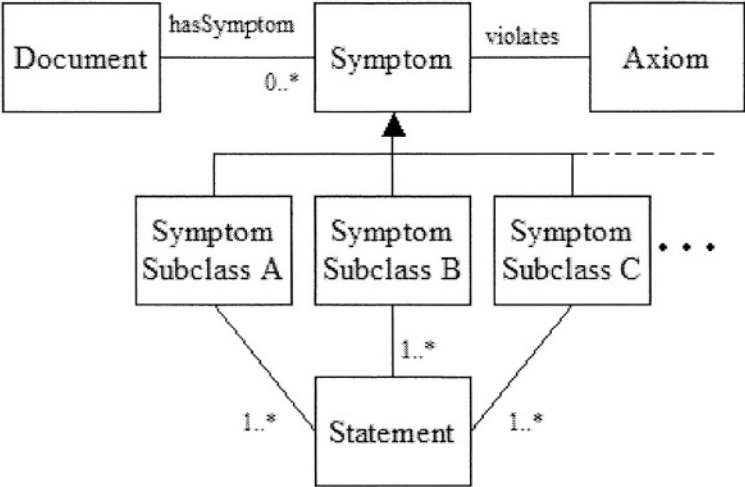 hasSymptom
violates
Document
Symptom
Axiom
0..*
Symptom
Subclass A
Symptom
Subclass B
Symptom
Subclass C
...
1..*
1..*
1..*
Statement